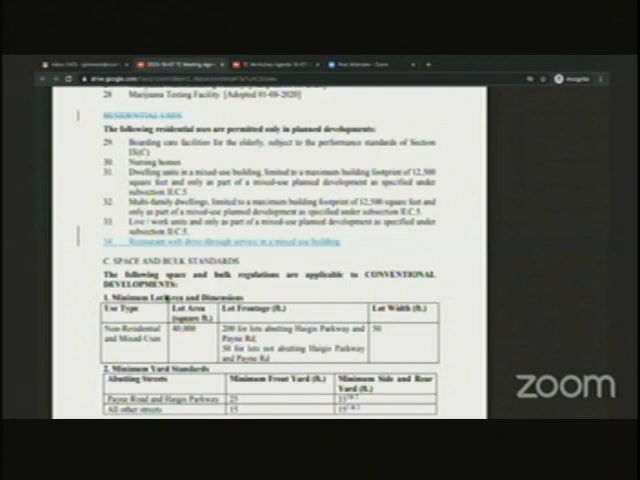 28 Marijuana Testing Facility. [Adopted 01-08-2020]
RESIDENTIAL USES
The following residential uses are permitted only in planned developments:
29. Boarding care facilities for the elderly, subject to the performance standards of Section
IX(C)
30. Nursing homes
31. Dwelling units in a mixed-use building, limited to a maximum building footprint of 12,500
square feet and only as part of a mixed-use planned development as specified under
subsection II.C.5.
32. Multi-family dwellings, limited to a maximum building footprint of 12,500 square feet and
only as part of a mixed-use planned development as specified under subsection II.C.5.
33. Live / work units and only as part of a mixed-use planned development as specified under
subsection II.C.5.
34. Restaurant with drive-through service in a mixed use building
C. SPACE AND BULK STANDARDS
The following space and bulk regulations are applicable to CONVENTIONAL
DEVELOPMENTS:
1. Minimum Lot Area and Dimensions
Use Type Lot Area (square ft.) Lot Frontage (ft.) Lot Width (ft.)
Non-Residential and Mixed-Uses 40,000 200 for lots abutting Haigis Parkway and Payne Rd, 50 for lots not abutting Haigis Parkway and Payne Rd 50
2. Minimum Yard Standards
Abutting Streets Minimum Front Yard (ft.) Minimum Side and Rear Yard (ft.)
Payne Road and Haigis Parkway 25 15
All other streets 15 15
zoom